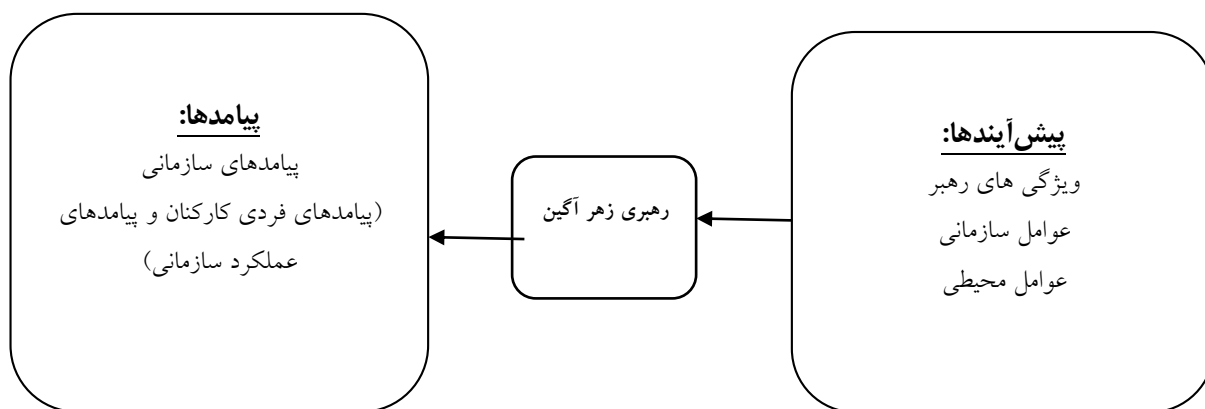 پیش‌آیندها:
ویژگی های رهبر
عوامل سازمانی
عوامل محیطی
رهبری زهر آگین
پیامدها:
پیامدهای سازمانی
(پیامدهای فردی کارکنان و پیامدهای
عملکرد سازمانی)